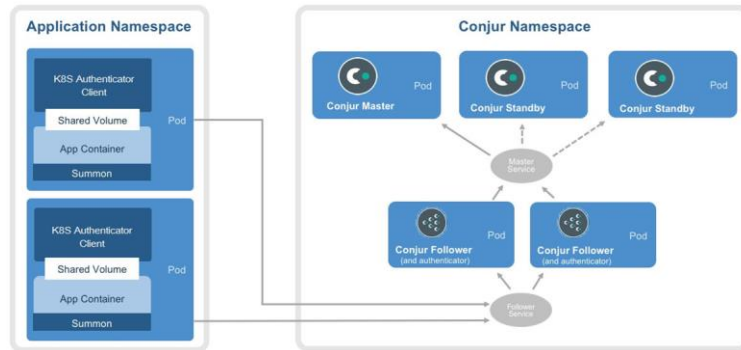 Application Namespace
K8S Authenticator
Client
Shared Volume
Pod
App Container
Summon
K8S Authenticator
Client
Shared Volume
Pod
App Container
Summon
Conjur Namespace
Pod
Conjur Master
Pod
Conjur Standby
Pod
Conjur Standby
Master
Service
Pod
Conjur Follower
(and authenticator)
Pod
Conjur Follower
(and authenticator)
Follower
Service